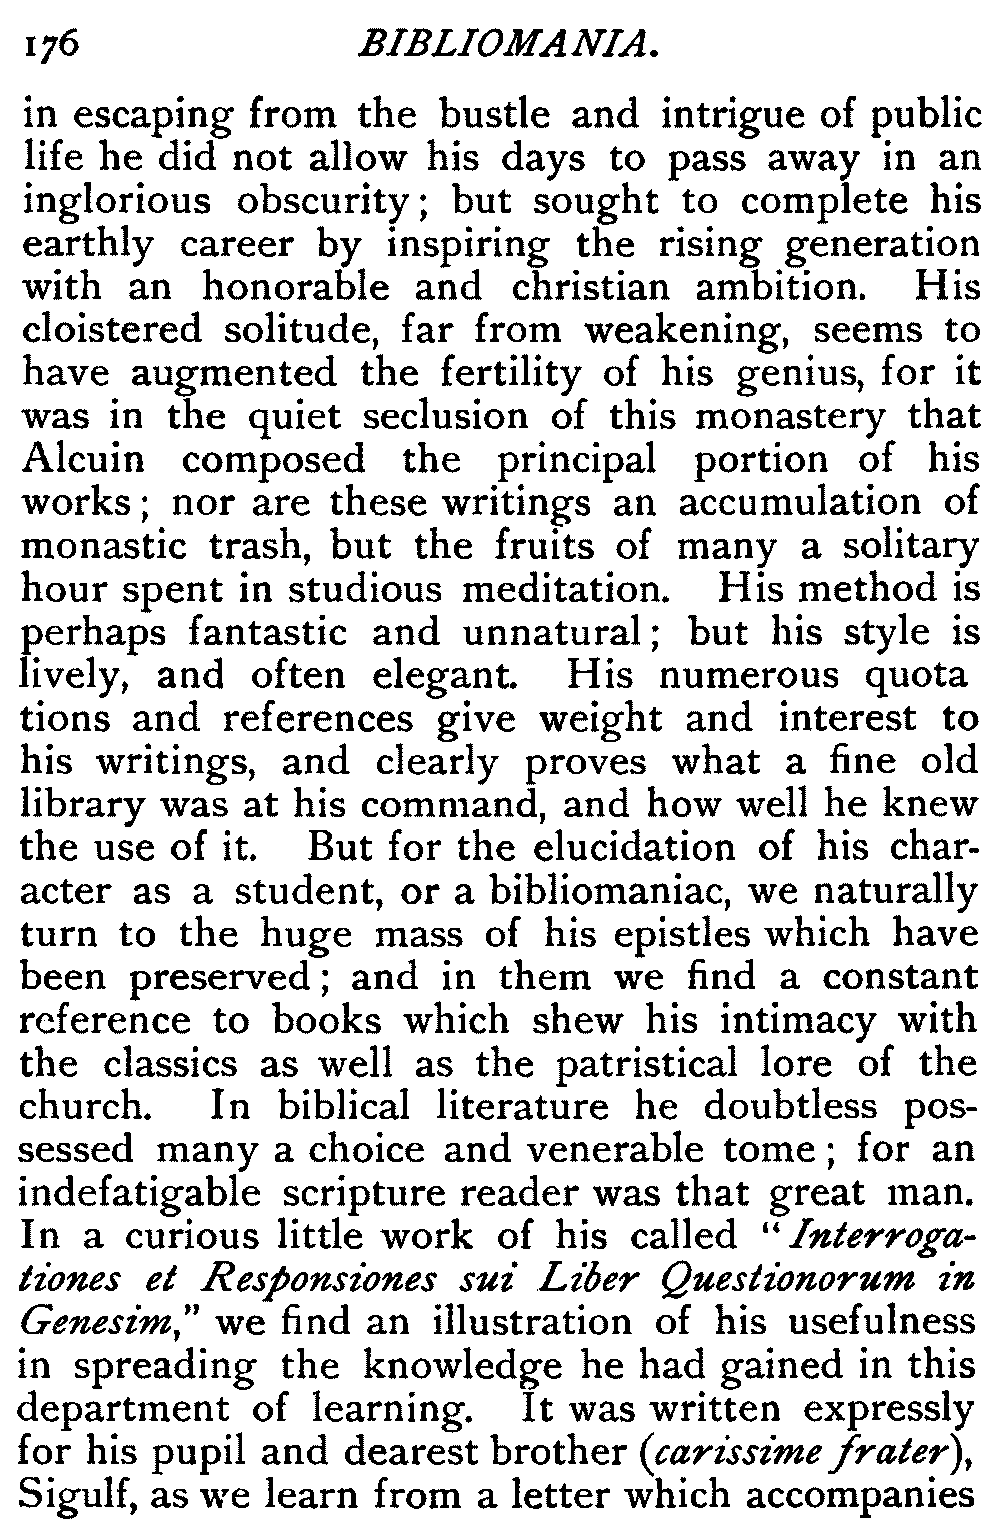 176 BIBLIOMANIA.
in escaping from the bustle and intrigue of public
life he did not allow his days to pass away in an
inglorious obscurity; but sought to complete his
earthly career by inspiring the rising generation
with an honorable and christian ambition. His
cloistered solitude, far from weakening, seems to
have augmented the fertility of his genius, for it
was in the quiet seclusion of this monastery that
Alcuin composed the principal portion of his
works; nor are these writings an accumulation of
monastic trash, but the fruits of many a solitary
hour spent in studious meditation. His method is
perhaps fantastic and unnatural; but his style is
lively, and often elegant. His numerous quota
tions and references give weight and interest to
his writings, and clearly proves what a fine old
library was at his command, and how well he knew
the use of it. But for the elucidation of his char-
acter as a student, or a bibliomaniac, we naturally
turn to the huge mass of his epistles which have
been preserved; and in them we find a constant
reference to books which shew his intimacy with
the classics as well as the patristical lore of the
church. In biblical literature he doubtless pos-
sessed many a choice and venerable tome; for an
indefatigable scripture reader was that great man.
In a curious little work of his called "Interroga-
tiones et Responsiones sui Liber Questionorum in
Genesim," we find an illustration of his usefulness
in spreading the knowledge he had gained in this
department of learning. It was written expressly
for his pupil and dearest brother (carissime frater),
Sigulf, as we learn from a letter which accompanies